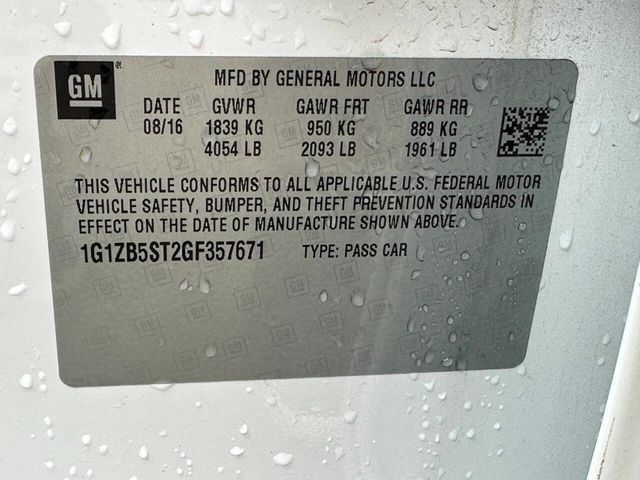 GM
MFD BY GENERAL MOTORS LLC
DATE GVWR GAWR FRT GAWR RR
08/16 1839 KG 950 KG 889 KG
4054 LB 2093 LB 1961 LB
THIS VEHICLE CONFORMS TO ALL APPLICABLE U.S. FEDERAL MOTOR
VEHICLE SAFETY, BUMPER, AND THEFT PREVENTION STANDARDS IN
EFFECT ON THE DATE OF MANUFACTURE SHOWN ABOVE.
1G1ZB5ST2GF357671 TYPE: PASS CAR